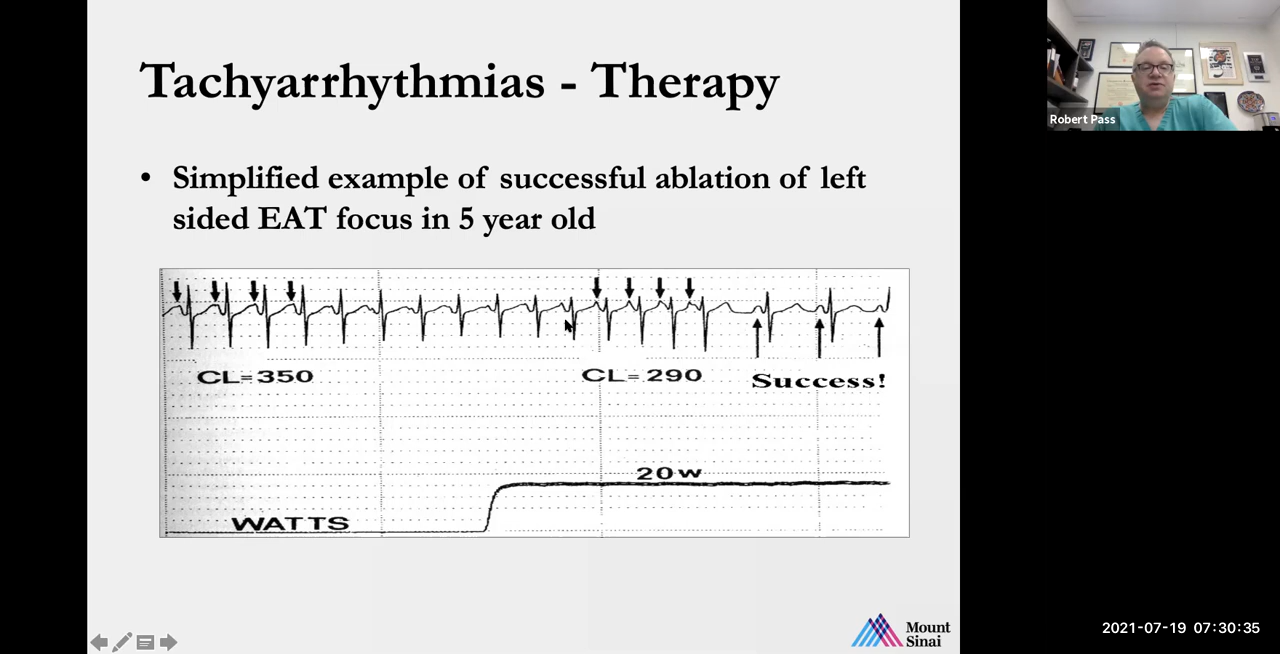 Tachyarrhythmias - Therapy
• Simplified example of successful ablation of left
sided EAT focus in 5 year old
CL=350
CL=290
Success!
20w
WATTS
Mount
Sinai
Robert Pass
2021-07-19 07:30:35